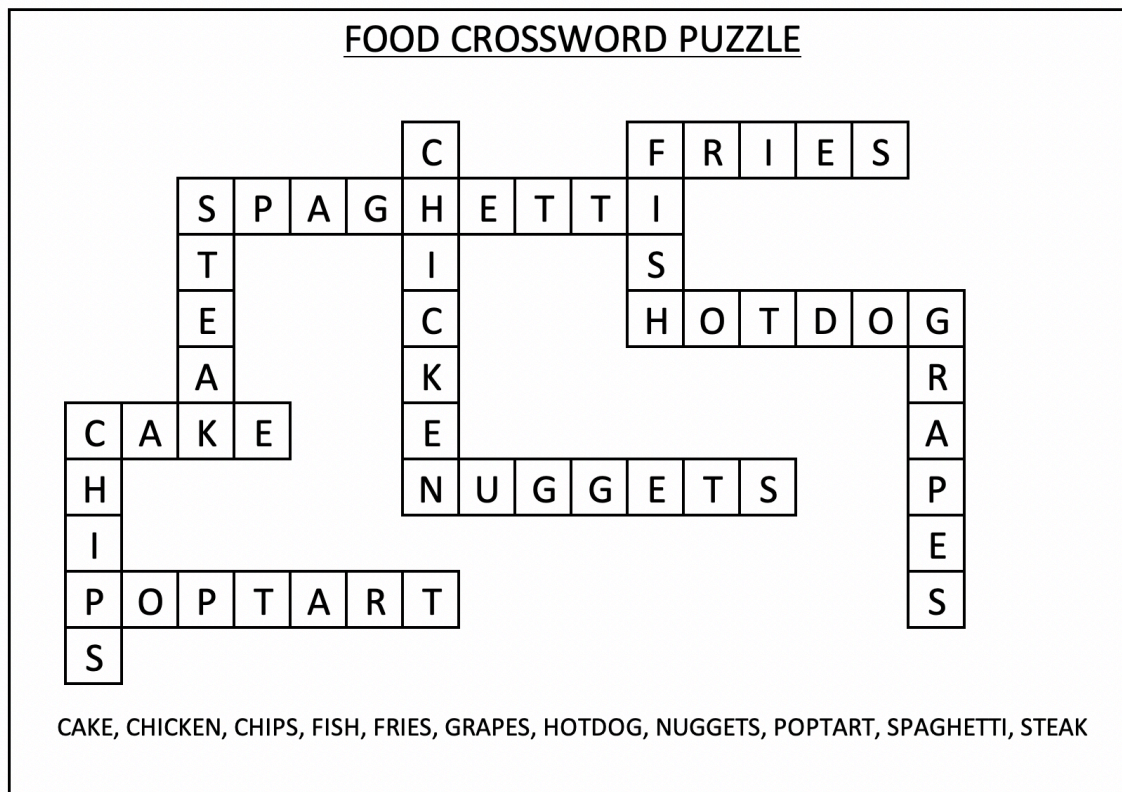 FOOD CROSSWORD PUZZLE
C F R I E S
S P A G H E T T I
T I S
E C H O T D O G
A K R
C A K E E A
H N U G G E T S P
I E
P O P T A R T S
S
CAKE, CHICKEN, CHIPS, FISH, FRIES, GRAPES, HOTDOG, NUGGETS, POPTART, SPAGHETTI, STEAK